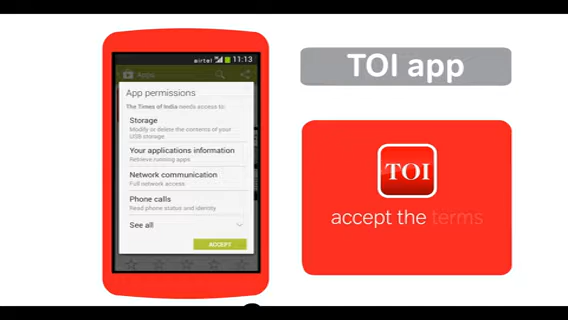 airtel 11:13
Apps
App permissions
The Times of India needs access to:
Storage
Modify or delete the contents of your
USB storage
Your applications information
Retrieve running apps
Network communication
Full network access
Phone calls
Read phone status and identity
See all
ACCEPT
TOI app
TOI
accept the terms